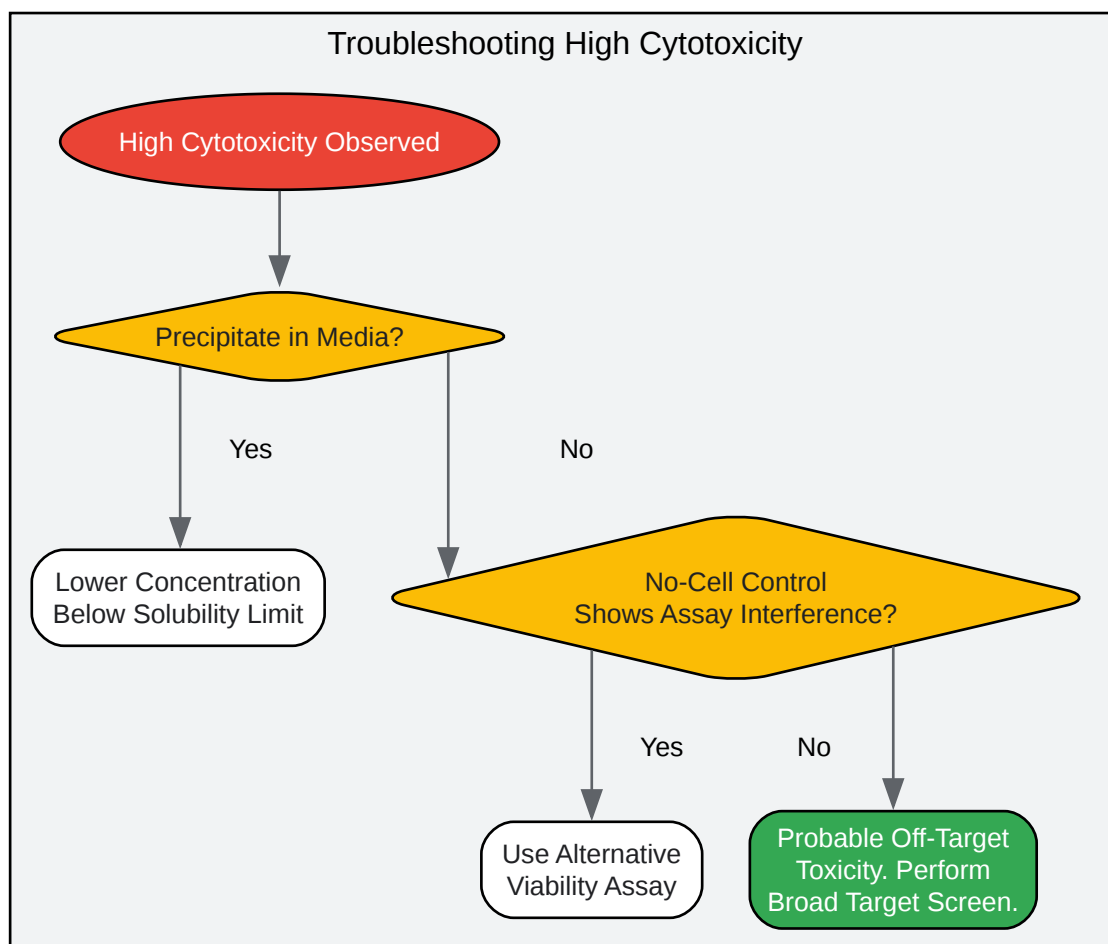 Troubleshooting High Cytotoxicity
High Cytotoxicity Observed
Precipitate in Media?
Yes
No
Lower Concentration
Below Solubility Limit
No-Cell Control
Shows Assay Interference?
Yes
No
Use Alternative
Viability Assay
Probable Off-Target
Toxicity. Perform
Broad Target Screen.